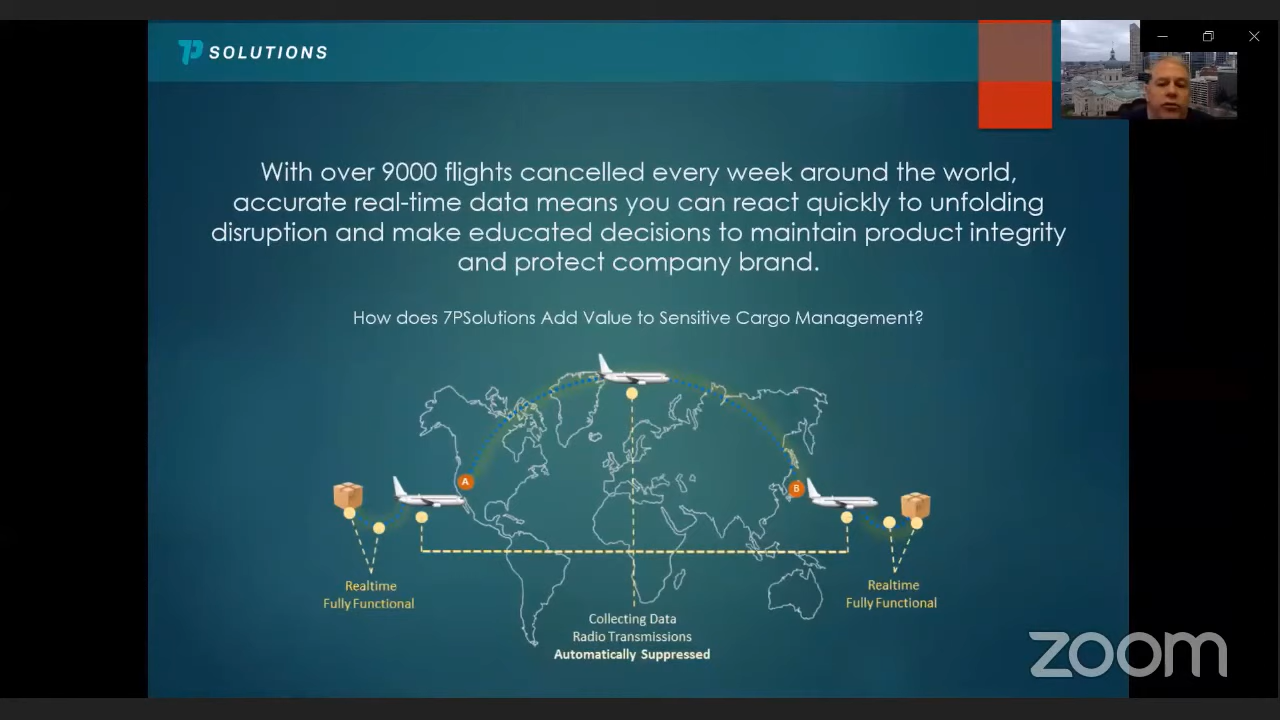 7P SOLUTIONS
With over 9000 flights cancelled every week around the world,
accurate real-time data means you can react quickly to unfolding
disruption and make educated decisions to maintain product integrity
and protect company brand.
How does 7PSolutions Add Value to Sensitive Cargo Management?
A
B
Realtime
Fully Functional
Realtime
Fully Functional
Collecting Data
Radio Transmissions
Automatically Suppressed
zoom